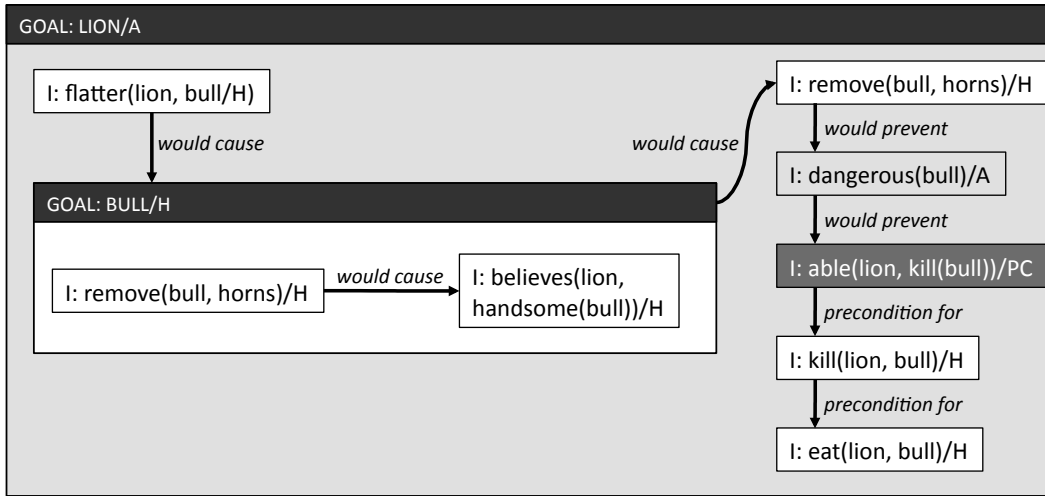 GOAL: LION/A
I: flatter(lion, bull/H)
would cause
GOAL: BULL/H
I: remove(bull, horns)/H
would cause
I: believes(lion,
handsome(bull))/H
would cause
I: remove(bull, horns)/H
would prevent
I: dangerous(bull)/A
would prevent
I: able(lion, kill(bull))/PC
precondition for
I: kill(lion, bull)/H
precondition for
I: eat(lion, bull)/H